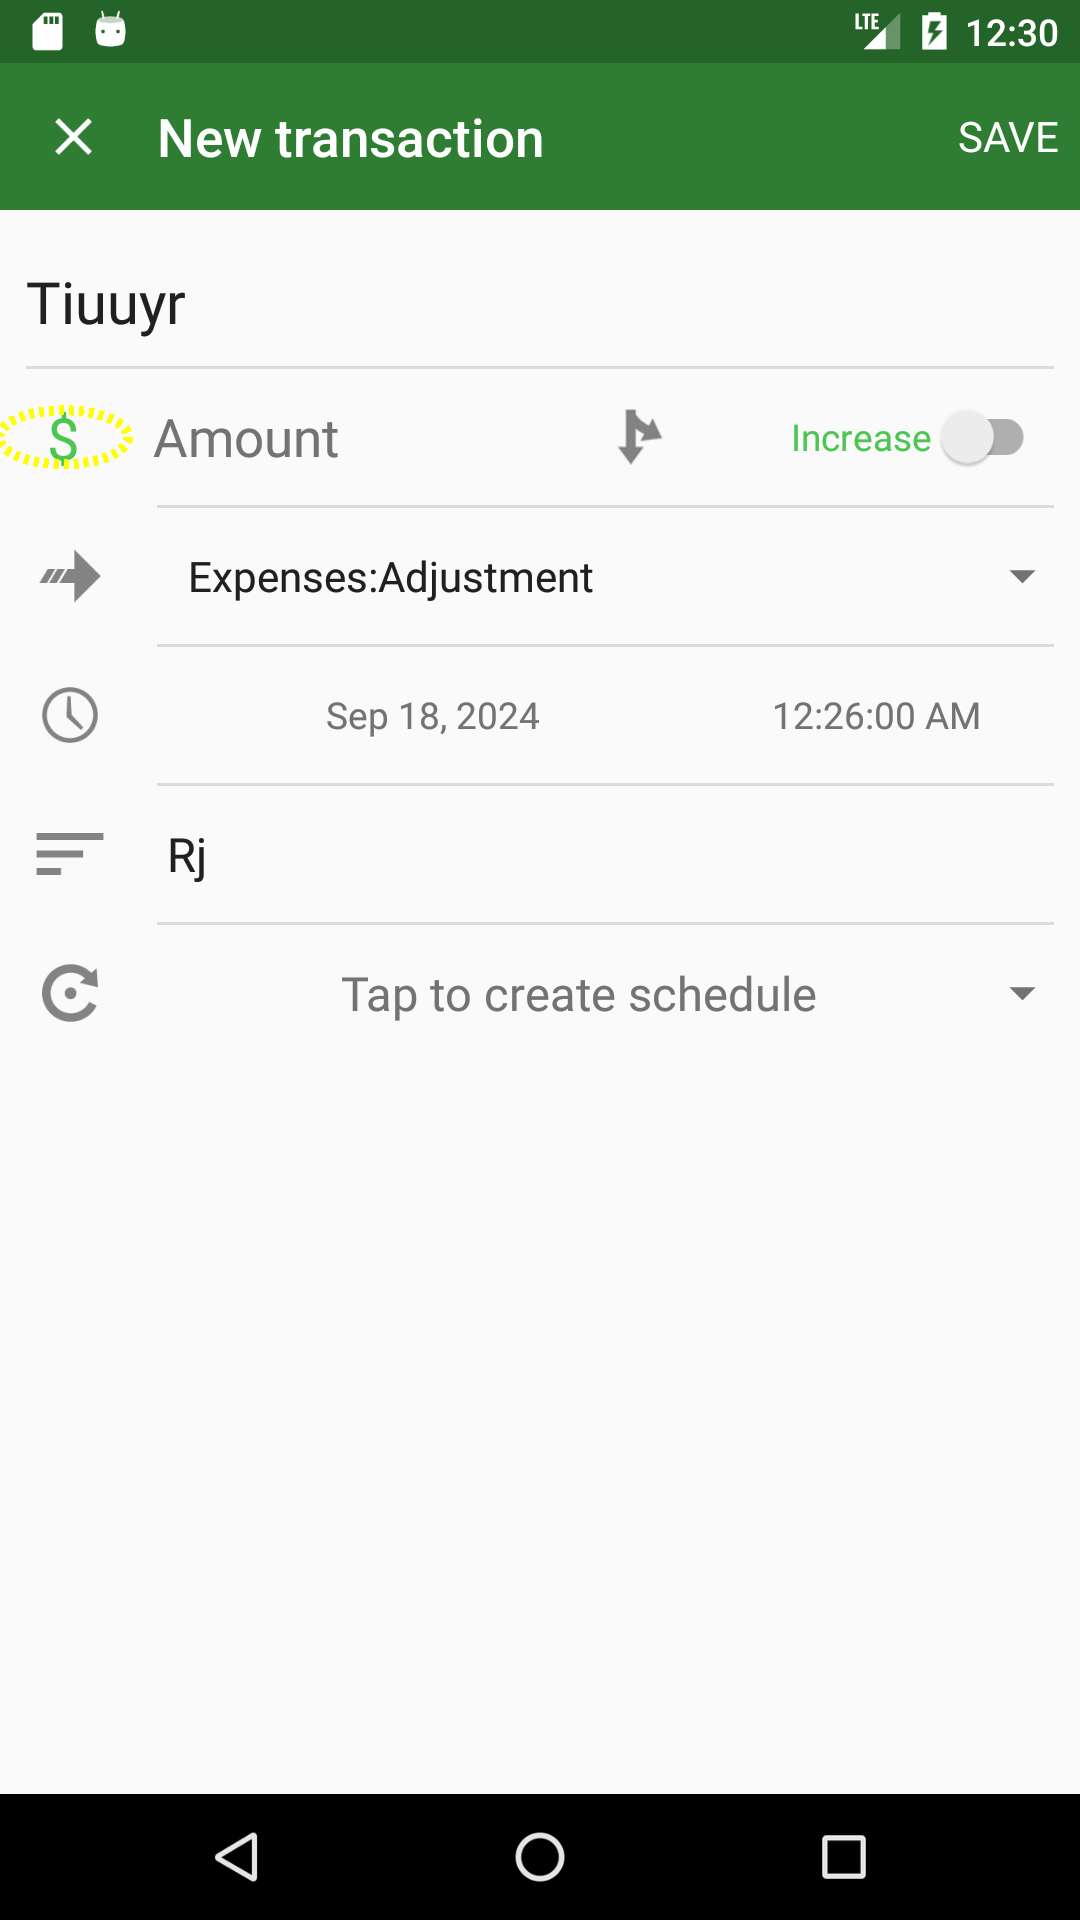 LTE 12:30
New transaction SAVE
Tiuuyr
$ Amount Increase
Expenses:Adjustment
Sep 18, 2024 12:26:00 AM
Rj
Tap to create schedule